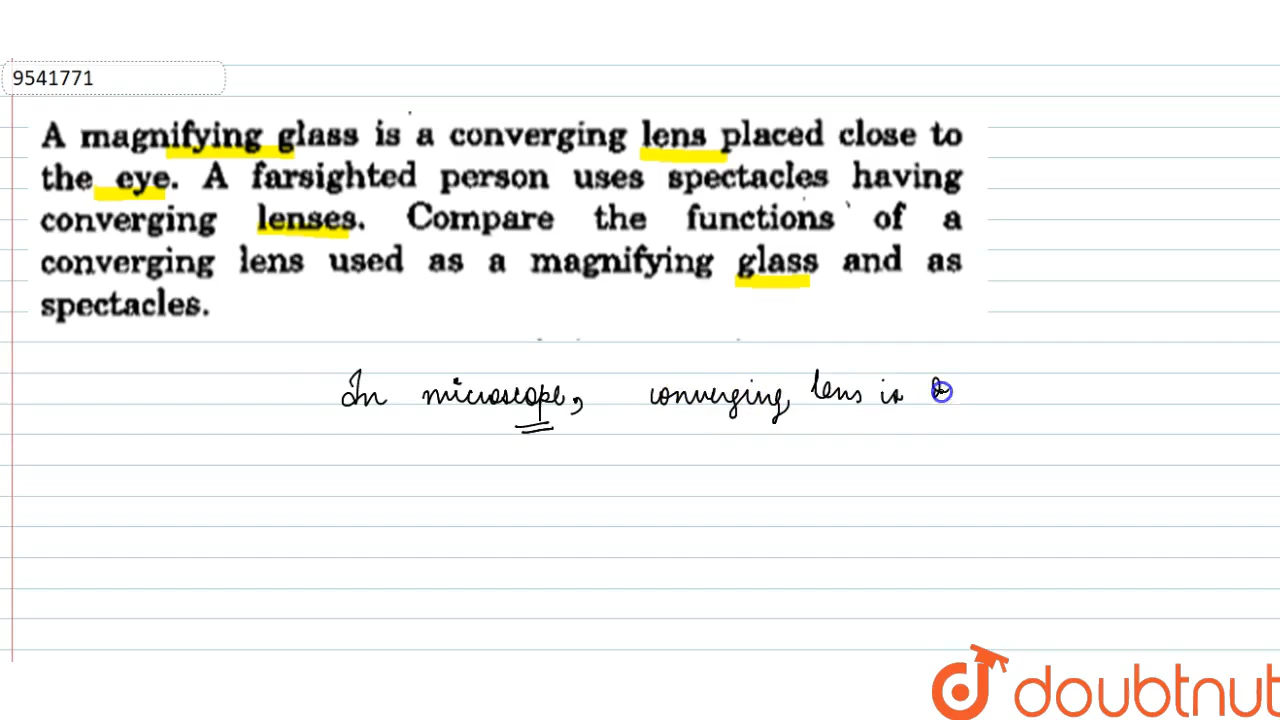 9541771
A magnifying glass is a converging lens placed close to
the eye. A farsighted person uses spectacles having
converging lenses. Compare the functions of a
converging lens used as a magnifying glass and as
spectacles.
In microscope, converging lens is
doubtnut